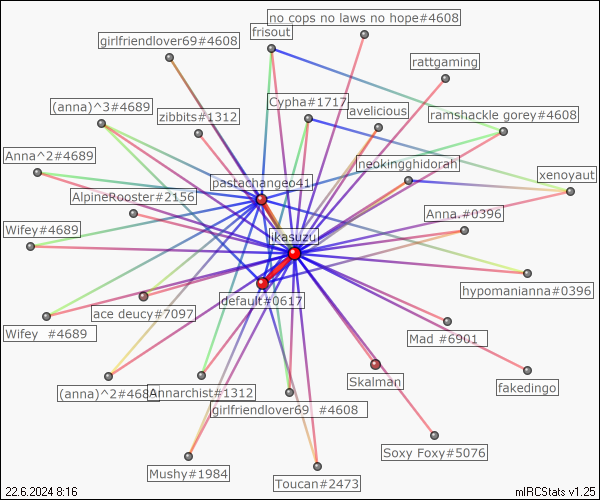 no cops no laws no hope#4608
frisout
girlfriendlover69#4608
rattgaming
(anna)^3#4689
zibbits#1312
Cypha#1717
avelicious
ramshackle gorey#4608
Anna^2#4689
neokingghidorah
xenoyaut
pastachangeo41
AlpineRooster#2156
Anna.#0396
Wifey#4689
ikasuzu
default#0617
hypomanianna#0396
ace deucy#7097
Wifey  #4689
Mad #6901
Skalman
fakedingo
(anna)^2#468
Annarchist#1312
girlfriendlover69  #4608
Soxy Foxy#5076
Mushy#1984
Toucan#2473
22.6.2024 8:16
mIRCStats v1.25